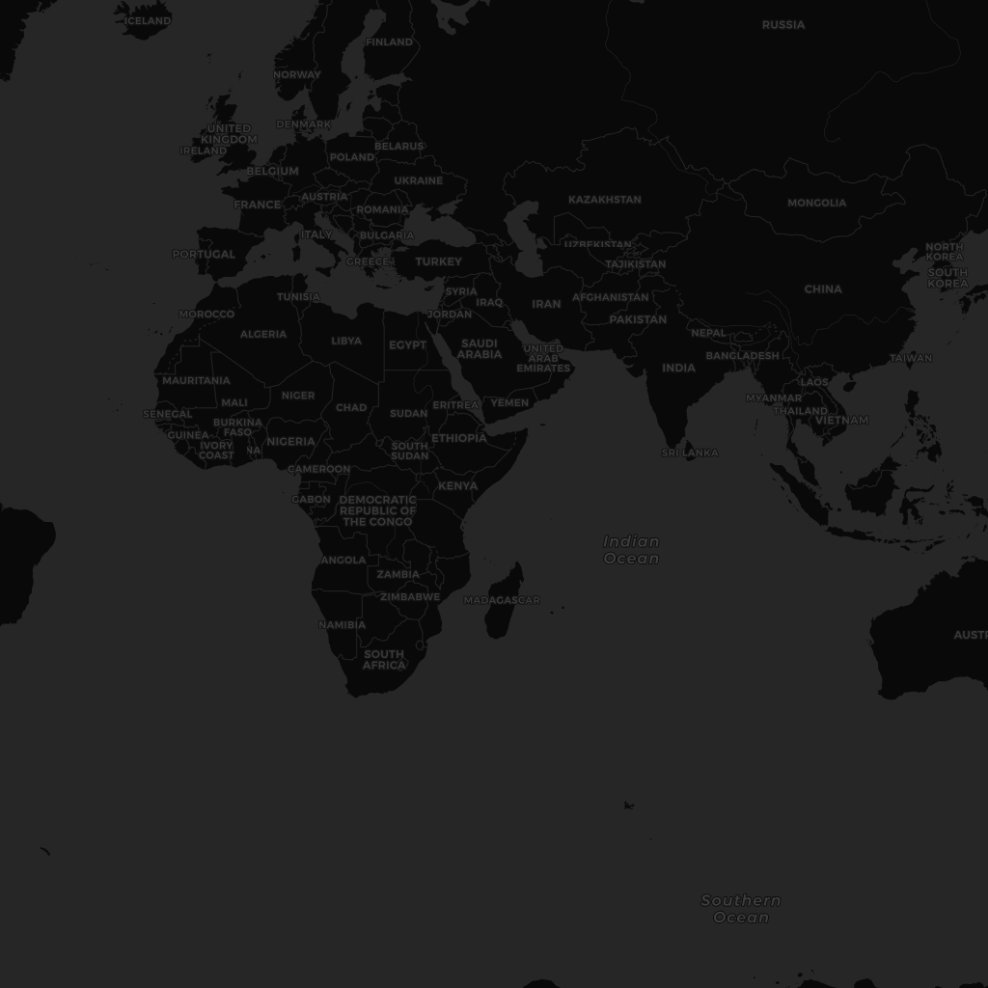 ICELAND
RUSSIA
FINLAND
NORWAY
DENMARK
UNITED
KINGDOM
IRELAND
BELARUS
POLAND
BELGIUM
UKRAINE
AUSTRIA
FRANCE
ROMANIA
KAZAKHSTAN
MONGOLIA
ITALY
BULGARIA
UZBEKISTAN
NORTH
KOREA
PORTUGAL
GREECE
TURKEY
TAJIKISTAN
SOUTH
KOREA
SYRIA
CHINA
TUNISIA
IRAQ
IRAN
AFGHANISTAN
MOROCCO
JORDAN
PAKISTAN
ALGERIA
LIBYA
EGYPT
SAUDI
ARABIA
NEPAL
UNITED
ARAB
EMIRATES
BANGLADESH
TAIWAN
INDIA
MAURITANIA
LAOS
NIGER
MYANMAR
MALI
CHAD
SUDAN
ERITREA
YEMEN
THAILAND
SENEGAL
VIETNAM
BURKINA
FASO
GUINEA
NIGERIA
ETHIOPIA
IVORY
COAST
NA
SOUTH
SUDAN
SRI LANKA
CAMEROON
KENYA
GABON
DEMOCRATIC
REPUBLIC OF
THE CONGO
Indian
Ocean
ANGOLA
ZAMBIA
ZIMBABWE
MADAGASCAR
NAMIBIA
AUST
SOUTH
AFRICA
Southern
Ocean